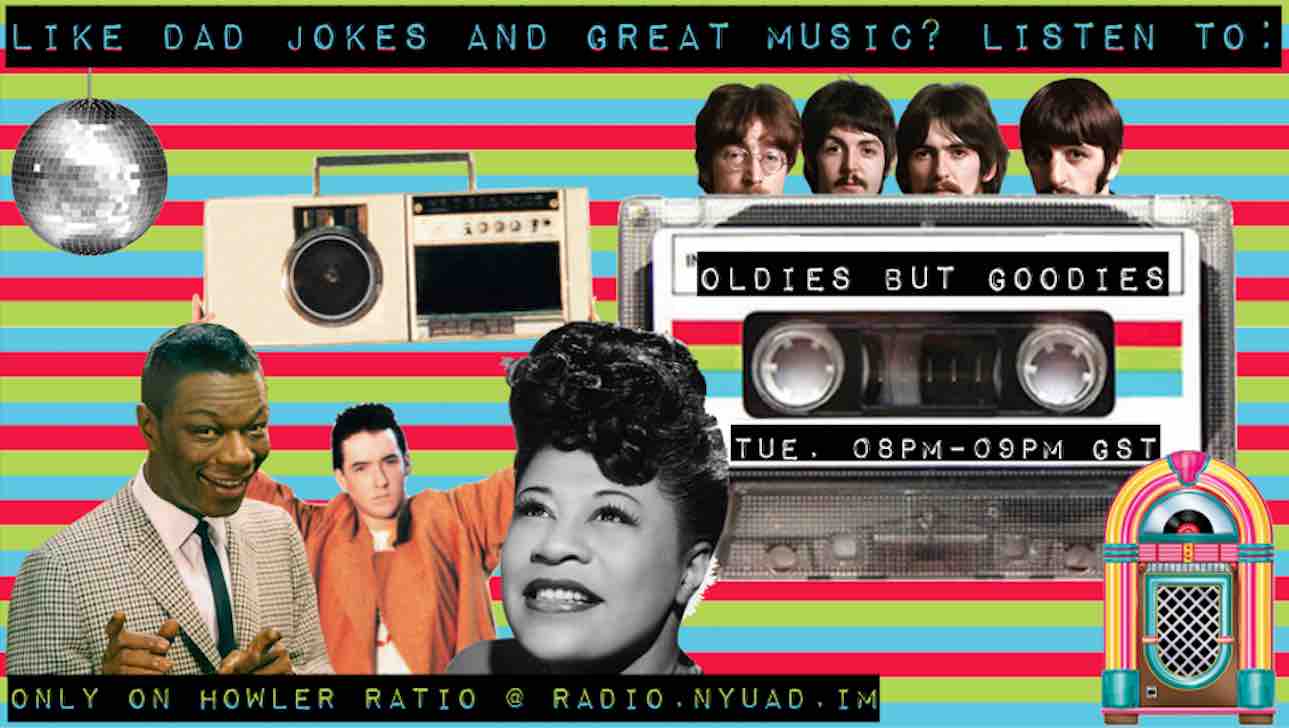 LIKE DAD JOKES AND GREAT MUSIC? LISTEN TO:
OLDIES BUT GOODIES
TUE. 08PM-09PM GST
ONLY ON HOWLER RATIO @ RADIO.NYUAD.IM